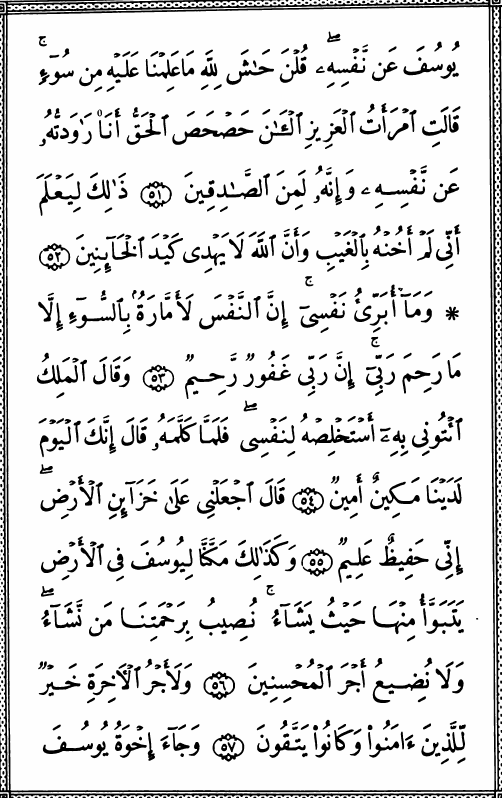 يُوسُفَ عَن نَّفۡسِهِۦۚ قُلۡنَ حَٰشَ لِلَّهِ مَا عَلِمۡنَا عَلَيۡهِ مِن سُوٓءٖۚ
قَالَتِ ٱمۡرَأَتُ ٱلۡعَزِيزِ ٱلۡـَٰٔنَ حَصۡحَصَ ٱلۡحَقُّ أَنَا۠ رَٰوَدتُّهُۥ
عَن نَّفۡسِهِۦ وَإِنَّهُۥ لَمِنَ ٱلصَّٰدِقِينَ ٥١ ذَٰلِكَ لِيَعۡلَمَ
أَنِّي لَمۡ أَخُنۡهُ بِٱلۡغَيۡبِ وَأَنَّ ٱللَّهَ لَا يَهۡدِي كَيۡدَ ٱلۡخَآئِنِينَ ٥٢
* وَمَآ أُبَرِّئُ نَفۡسِيٓۚ إِنَّ ٱلنَّفۡسَ لَأَمَّارَةُۢ بِٱلسُّوٓءِ إِلَّا
مَا رَحِمَ رَبِّيٓۚ إِنَّ رَبِّي غَفُورٞ رَّحِيمٞ ٥٣ وَقَالَ ٱلۡمَلِكُ
ٱئۡتُونِي بِهِۦٓ أَسۡتَخۡلِصۡهُ لِنَفۡسِيۖ فَلَمَّا كَلَّمَهُۥ قَالَ إِنَّكَ ٱلۡيَوۡمَ
لَدَيۡنَا مَكِينٌ أَمِينٞ ٥٤ قَالَ ٱجۡعَلۡنِي عَلَىٰ خَزَآئِنِ ٱلۡأَرۡضِۖ
إِنِّي حَفِيظٌ عَلِيمٞ ٥٥ وَكَذَٰلِكَ مَكَّنَّا لِيُوسُفَ فِي ٱلۡأَرۡضِ
يَتَبَوَّأُ مِنۡهَا حَيۡثُ يَشَآءُۚ نُصِيبُ بِرَحۡمَتِنَا مَن نَّشَآءُۖ
وَلَا نُضِيعُ أَجۡرَ ٱلۡمُحۡسِنِينَ ٥٦ وَلَأَجۡرُ ٱلۡأٓخِرَةِ خَيۡرٞ
لِّلَّذِينَ ءَامَنُواْ وَكَانُواْ يَتَّقُونَ ٥٧ وَجَآءَ إِخۡوَةُ يُوسُفَ